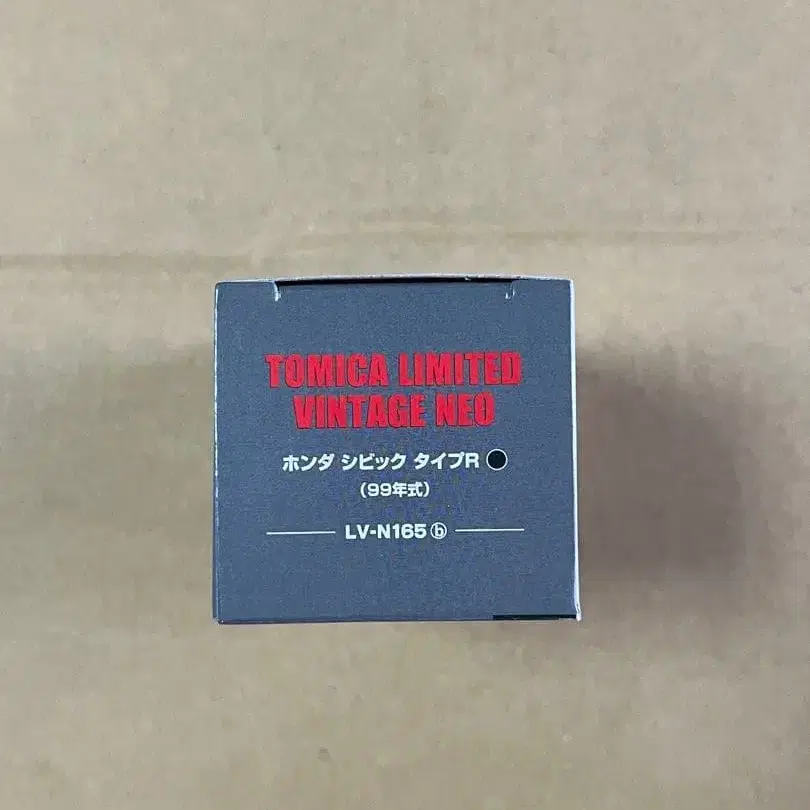 TOMICA LIMITED
VINTAGE NEO
ホンダ シビック タイプR ●
(99年式)
LV-N165 ⓑ